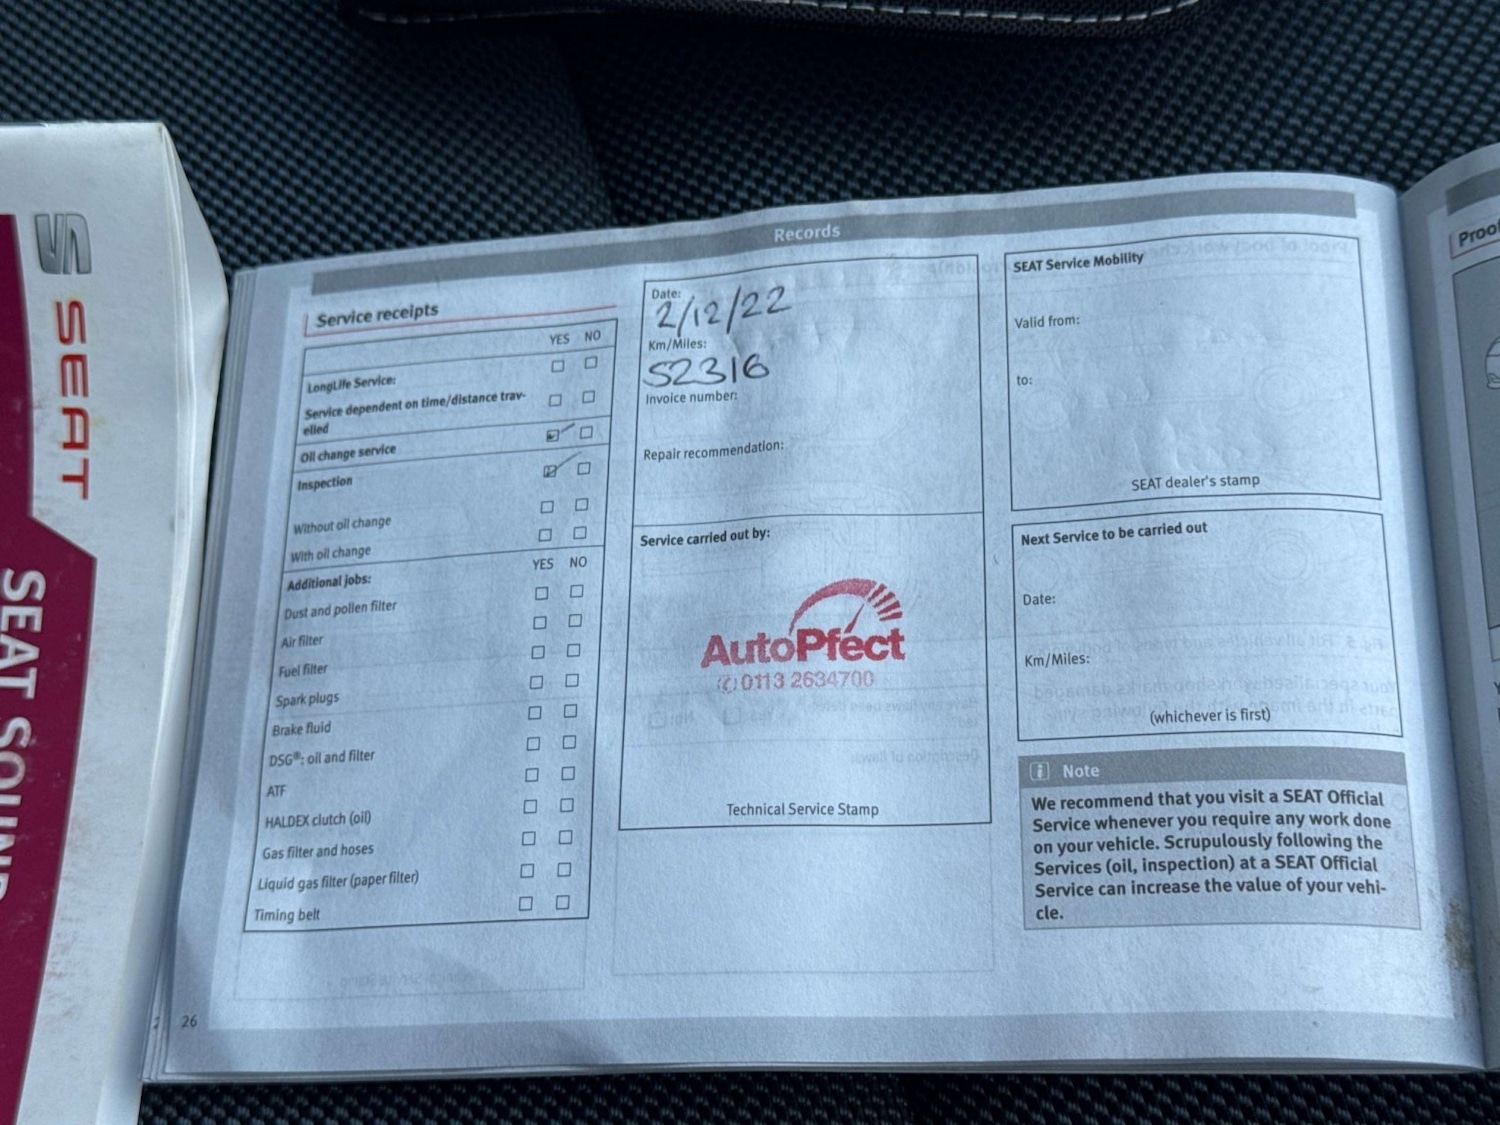 SEAT
SEAT SOUND
Records
Service receipts
YES NO
LongLife Service:
Service dependent on time/distance trav-
elled
Oil change service
Inspection
Without oil change
With oil change
Additional jobs:
YES NO
Dust and pollen filter
Air filter
Fuel filter
Spark plugs
Brake fluid
DSG®: oil and filter
ATF
HALDEX clutch (oil)
Gas filter and hoses
Liquid gas filter (paper filter)
Timing belt
26
Date:
2/12/22
Km/Miles:
52316
Invoice number:
Repair recommendation:
Service carried out by:
AutoPfect
✆ 0113 2634700
Technical Service Stamp
SEAT Service Mobility
Valid from:
to:
SEAT dealer's stamp
Next Service to be carried out
Date:
Km/Miles:
(whichever is first)
i Note
We recommend that you visit a SEAT Official
Service whenever you require any work done
on your vehicle. Scrupulously following the
Services (oil, inspection) at a SEAT Official
Service can increase the value of your vehi-
cle.